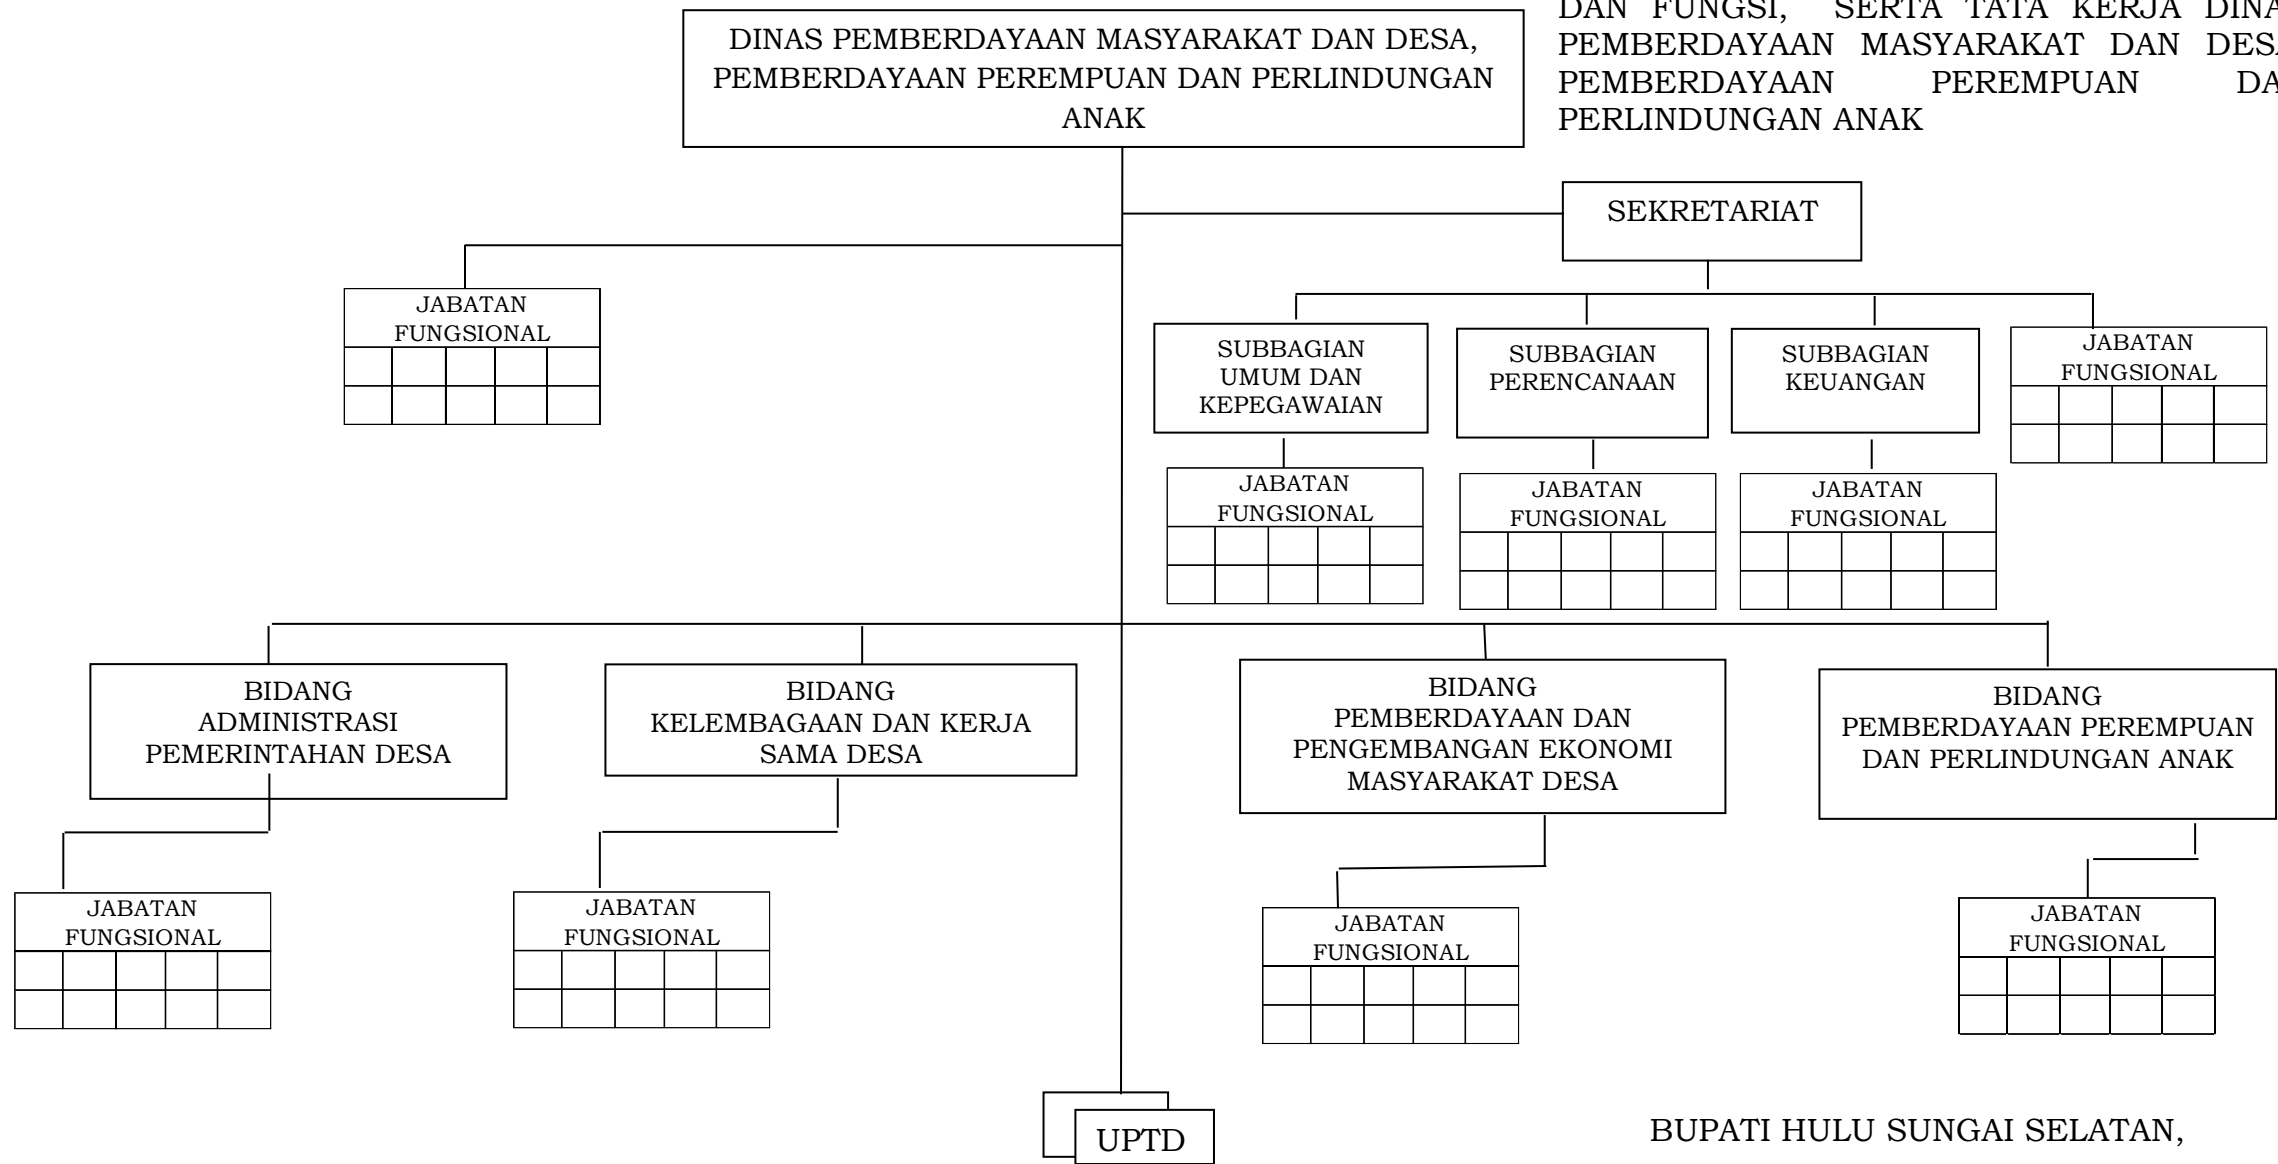 DINAS PEMBERDAYAAN MASYARAKAT DAN DESA,
PEMBERDAYAAN PEREMPUAN DAN PERLINDUNGAN
ANAK
DAN FUNGSI, SERTA TATA KERJA
PEMBERDAYAAN MASYARAKAT DAN
PEMBERDAYAAN PEREMPUAN
PERLINDUNGAN ANAK
SEKRETARIAT
JABATAN
FUNGSIONAL
SUBBAGIAN
UMUM DAN
KEPEGAWAIAN
SUBBAGIAN
PERENCANAAN
SUBBAGIAN
KEUANGAN
JABATAN
FUNGSIONAL
JABATAN
FUNGSIONAL
JABATAN
FUNGSIONAL
JABATAN
FUNGSIONAL
BIDANG
ADMINISTRASI
PEMERINTAHAN DESA
BIDANG
KELEMBAGAAN DAN KERJA
SAMA DESA
BIDANG
PEMBERDAYAAN DAN
PENGEMBANGAN EKONOMI
MASYARAKAT DESA
BIDANG
PEMBERDAYAAN PEREMPUAN
DAN PERLINDUNGAN ANAK
JABATAN
FUNGSIONAL
JABATAN
FUNGSIONAL
JABATAN
FUNGSIONAL
JABATAN
FUNGSIONAL
UPTD
BUPATI HULU SUNGAI SELATAN,